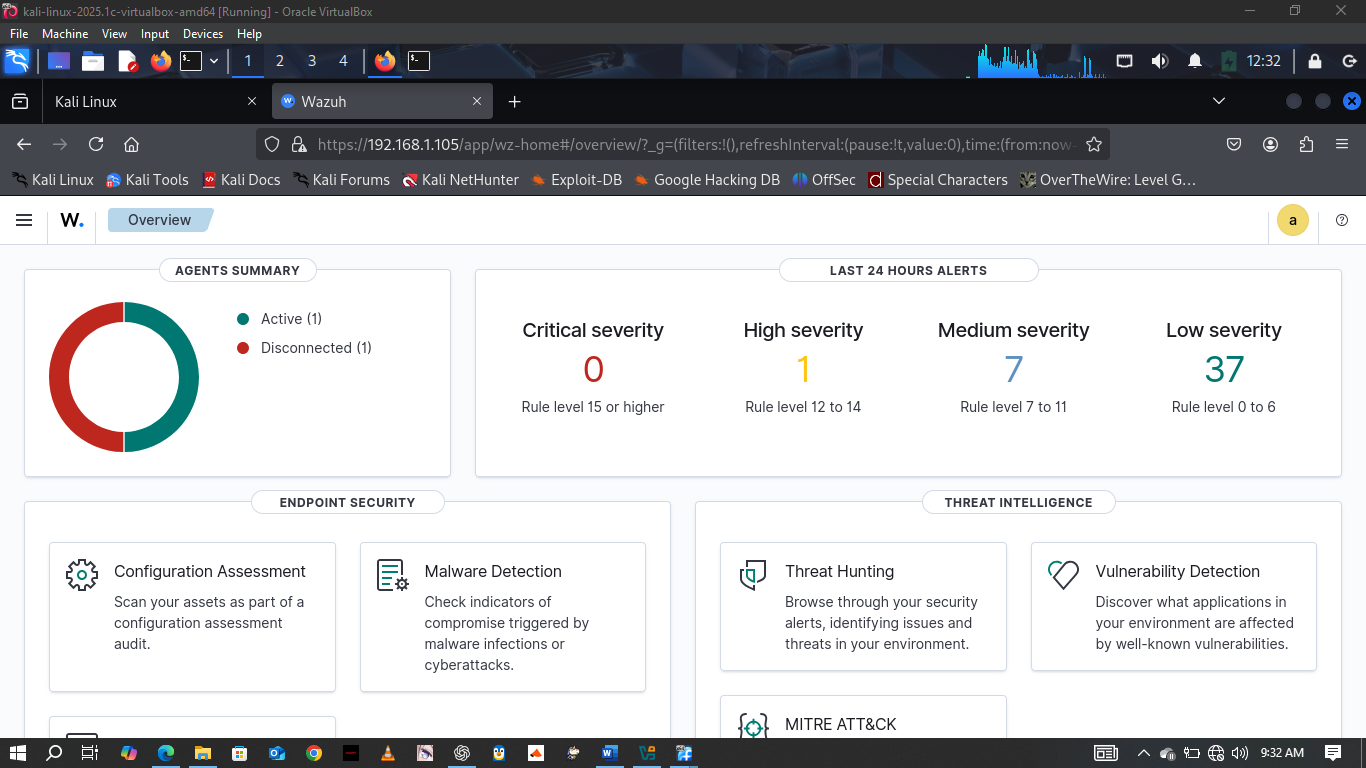 kali-linux-2025.1c-virtualbox-amd64 [Running] - Oracle VirtualBox
File Machine View Input Devices Help
1 2 3 4 12:32
Kali Linux
Wazuh
https://192.168.1.105/app/wz-home#/overview/?_g=(filters:!(),refreshInterval:(pause:!t,value:0),time:(from:now-
Kali Linux Kali Tools Kali Docs Kali Forums Kali NetHunter Exploit-DB Google Hacking DB OffSec Special Characters OverTheWire: Level G…
W. Overview a
AGENTS SUMMARY
Active (1)
Disconnected (1)
LAST 24 HOURS ALERTS
Critical severity
0
Rule level 15 or higher
High severity
1
Rule level 12 to 14
Medium severity
7
Rule level 7 to 11
Low severity
37
Rule level 0 to 6
ENDPOINT SECURITY
Configuration Assessment
Scan your assets as part of a
configuration assessment
audit.
Malware Detection
Check indicators of
compromise triggered by
malware infections or
cyberattacks.
THREAT INTELLIGENCE
Threat Hunting
Browse through your security
alerts, identifying issues and
threats in your environment.
Vulnerability Detection
Discover what applications in
your environment are affected
by well-known vulnerabilities.
MITRE ATT&CK
9:32 AM